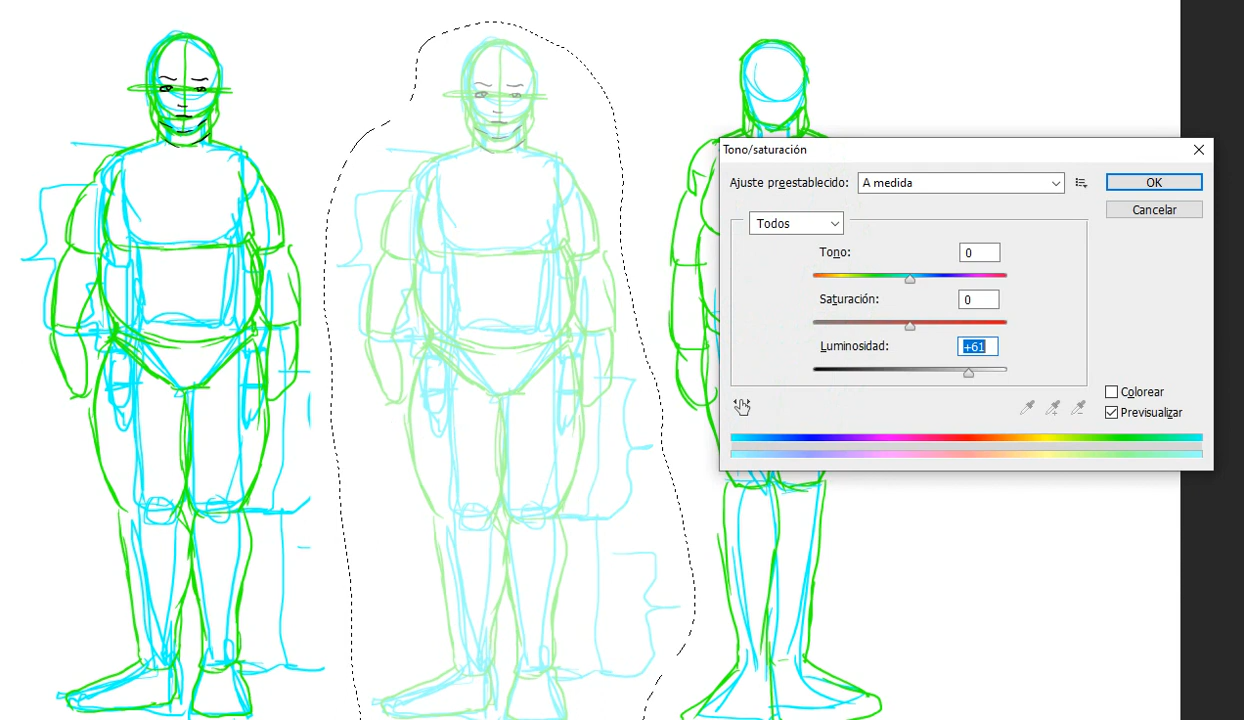 Tono/saturación
Ajuste preestablecido: A medida
OK
Cancelar
Todos
Tono: 0
Saturación: 0
Luminosidad: +61
Colorear
Previsualizar